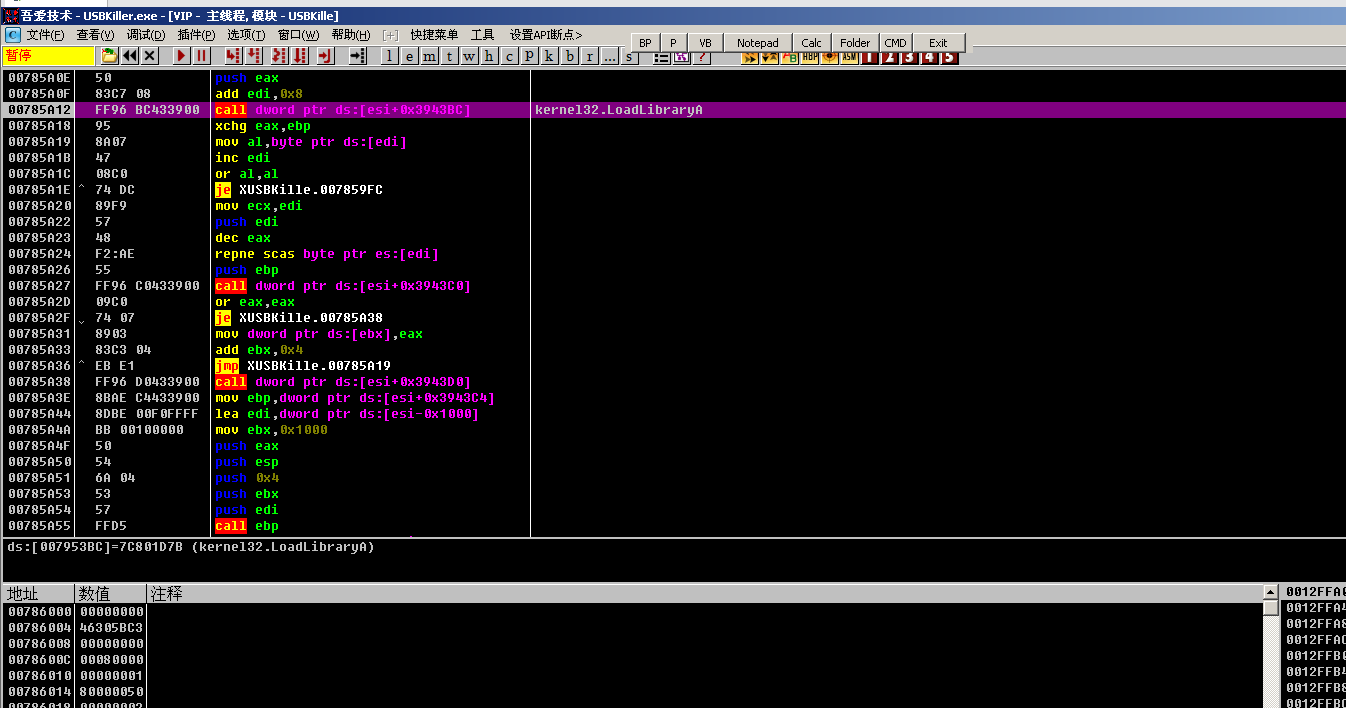 吾爱技术 - USBKiller.exe - [VIP - 主线程, 模块 - USBKille]
C 文件(F) 查看(V) 调试(D) 插件(P) 选项(T) 窗口(W) 帮助(H) [+] 快捷菜单 工具 设置API断点>
BP P VB Notepad Calc Folder CMD Exit
暂停 l e m t w h c p k b r ... s ? ASM 1 2 3 4 5
00785A0E 50 push eax
00785A0F 83C7 08 add edi,0x8
00785A12 FF96 BC433900 call dword ptr ds:[esi+0x3943BC] kernel32.LoadLibraryA
00785A18 95 xchg eax,ebp
00785A19 8A07 mov al,byte ptr ds:[edi]
00785A1B 47 inc edi
00785A1C 08C0 or al,al
00785A1E ^ 74 DC je XUSBKille.007859FC
00785A20 89F9 mov ecx,edi
00785A22 57 push edi
00785A23 48 dec eax
00785A24 F2:AE repne scas byte ptr es:[edi]
00785A26 55 push ebp
00785A27 FF96 C0433900 call dword ptr ds:[esi+0x3943C0]
00785A2D 09C0 or eax,eax
00785A2F 74 07 je XUSBKille.00785A38
00785A31 8903 mov dword ptr ds:[ebx],eax
00785A33 83C3 04 add ebx,0x4
00785A36 ^ EB E1 jmp XUSBKille.00785A19
00785A38 FF96 D0433900 call dword ptr ds:[esi+0x3943D0]
00785A3E 8BAE C4433900 mov ebp,dword ptr ds:[esi+0x3943C4]
00785A44 8DBE 00F0FFFF lea edi,dword ptr ds:[esi-0x1000]
00785A4A BB 00100000 mov ebx,0x1000
00785A4F 50 push eax
00785A50 54 push esp
00785A51 6A 04 push 0x4
00785A53 53 push ebx
00785A54 57 push edi
00785A55 FFD5 call ebp
ds:[007953BC]=7C801D7B (kernel32.LoadLibraryA)
地址 数值 注释
00786000 00000000 0012FFA0
00786004 46305BC3 0012FFA4
00786008 00000000 0012FFA8
0078600C 00080000 0012FFAC
00786010 00000001 0012FFB0
00786014 80000050 0012FFB4
0012FFB8